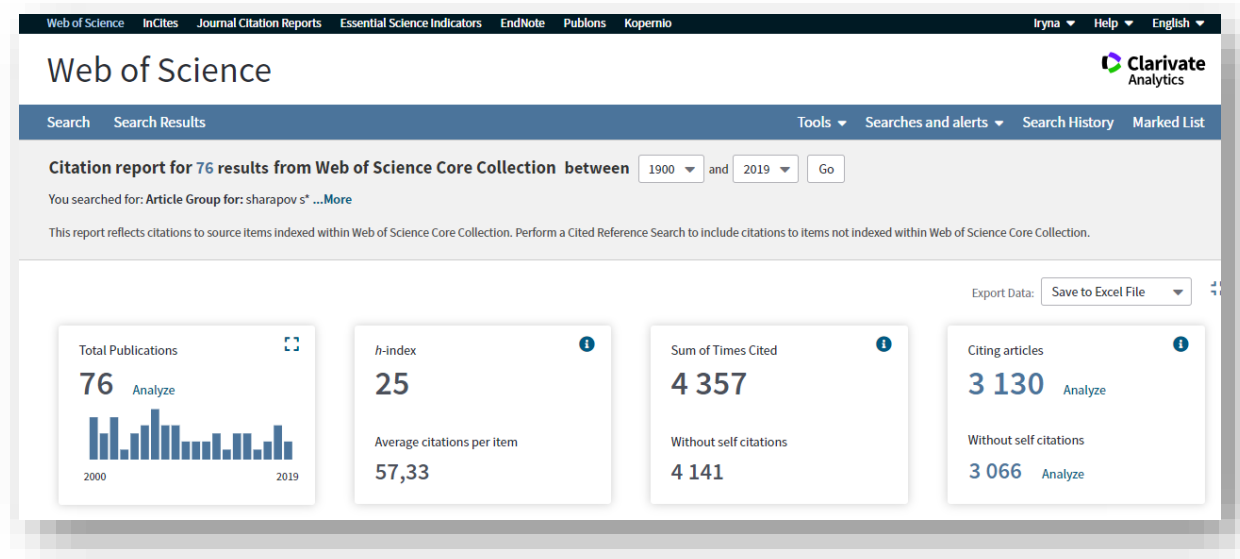 Web of Science InCites Journal Citation Reports Essential Science Indicators EndNote Publons Kopernio Iryna Help English
Web of Science
Clarivate
Analytics
Search Search Results Tools Searches and alerts Search History Marked List
Citation report for 76 results from Web of Science Core Collection between 1900 and 2019 Go
You searched for: Article Group for: sharapov s* ...More
This report reflects citations to source items indexed within Web of Science Core Collection. Perform a Cited Reference Search to include citations to items not indexed within Web of Science Core Collection.
Export Data: Save to Excel File
Total Publications
76 Analyze
2000 2019
h-index
25
Average citations per item
57,33
Sum of Times Cited
4 357
Without self citations
4 141
Citing articles
3 130 Analyze
Without self citations
3 066 Analyze